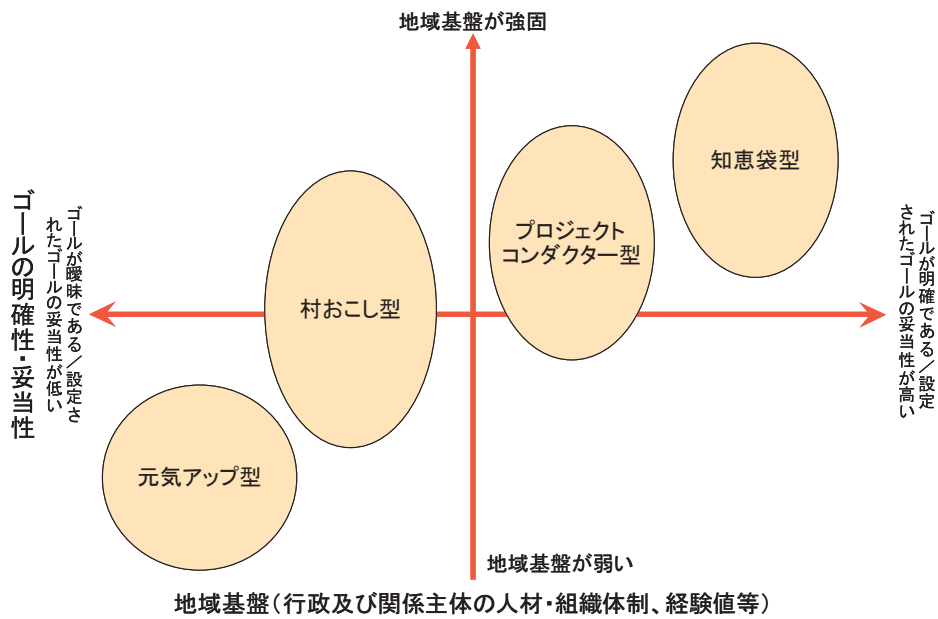 地域基盤が強固
知恵袋型
プロジェクト
コンダクター型
村おこし型
元気アップ型
ゴールの明確性・妥当性
ゴールが曖昧である／設定さ
れたゴールの妥当性が低い
ゴールが明確である／設定
されたゴールの妥当性が高い
地域基盤が弱い
地域基盤（行政及び関係主体の人材・組織体制、経験値等）